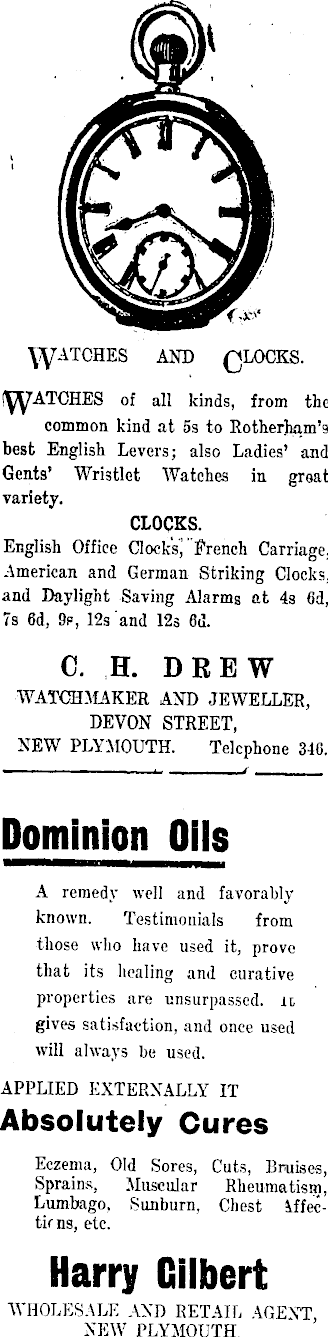 WATCHES AND CLOCKS.
WATCHES of all kinds, from the
common kind at 5s to Rotherham's
best English Levers; also Ladies' and
Gents' Wristlet Watches in great
variety.
CLOCKS.
English Office Clocks, French Carriage,
American and German Striking Clocks,
and Daylight Saving Alarms at 4s 6d,
7s 6d, 9s, 12s and 12s 6d.
C. H. DREW
WATCHMAKER AND JEWELLER,
DEVON STREET,
NEW PLYMOUTH. Telephone 346.
Dominion Oils
A remedy well and favorably
known. Testimonials from
those who have used it, prove
that its healing and curative
properties are unsurpassed. It
gives satisfaction, and once used
will always be used.
APPLIED EXTERNALLY IT
Absolutely Cures
Eczema, Old Sores, Cuts, Bruises,
Sprains, Muscular Rheumatism,
Lumbago, Sunburn, Chest Affec-
tions, etc.
Harry Gilbert
WHOLESALE AND RETAIL AGENT,
NEW PLYMOUTH